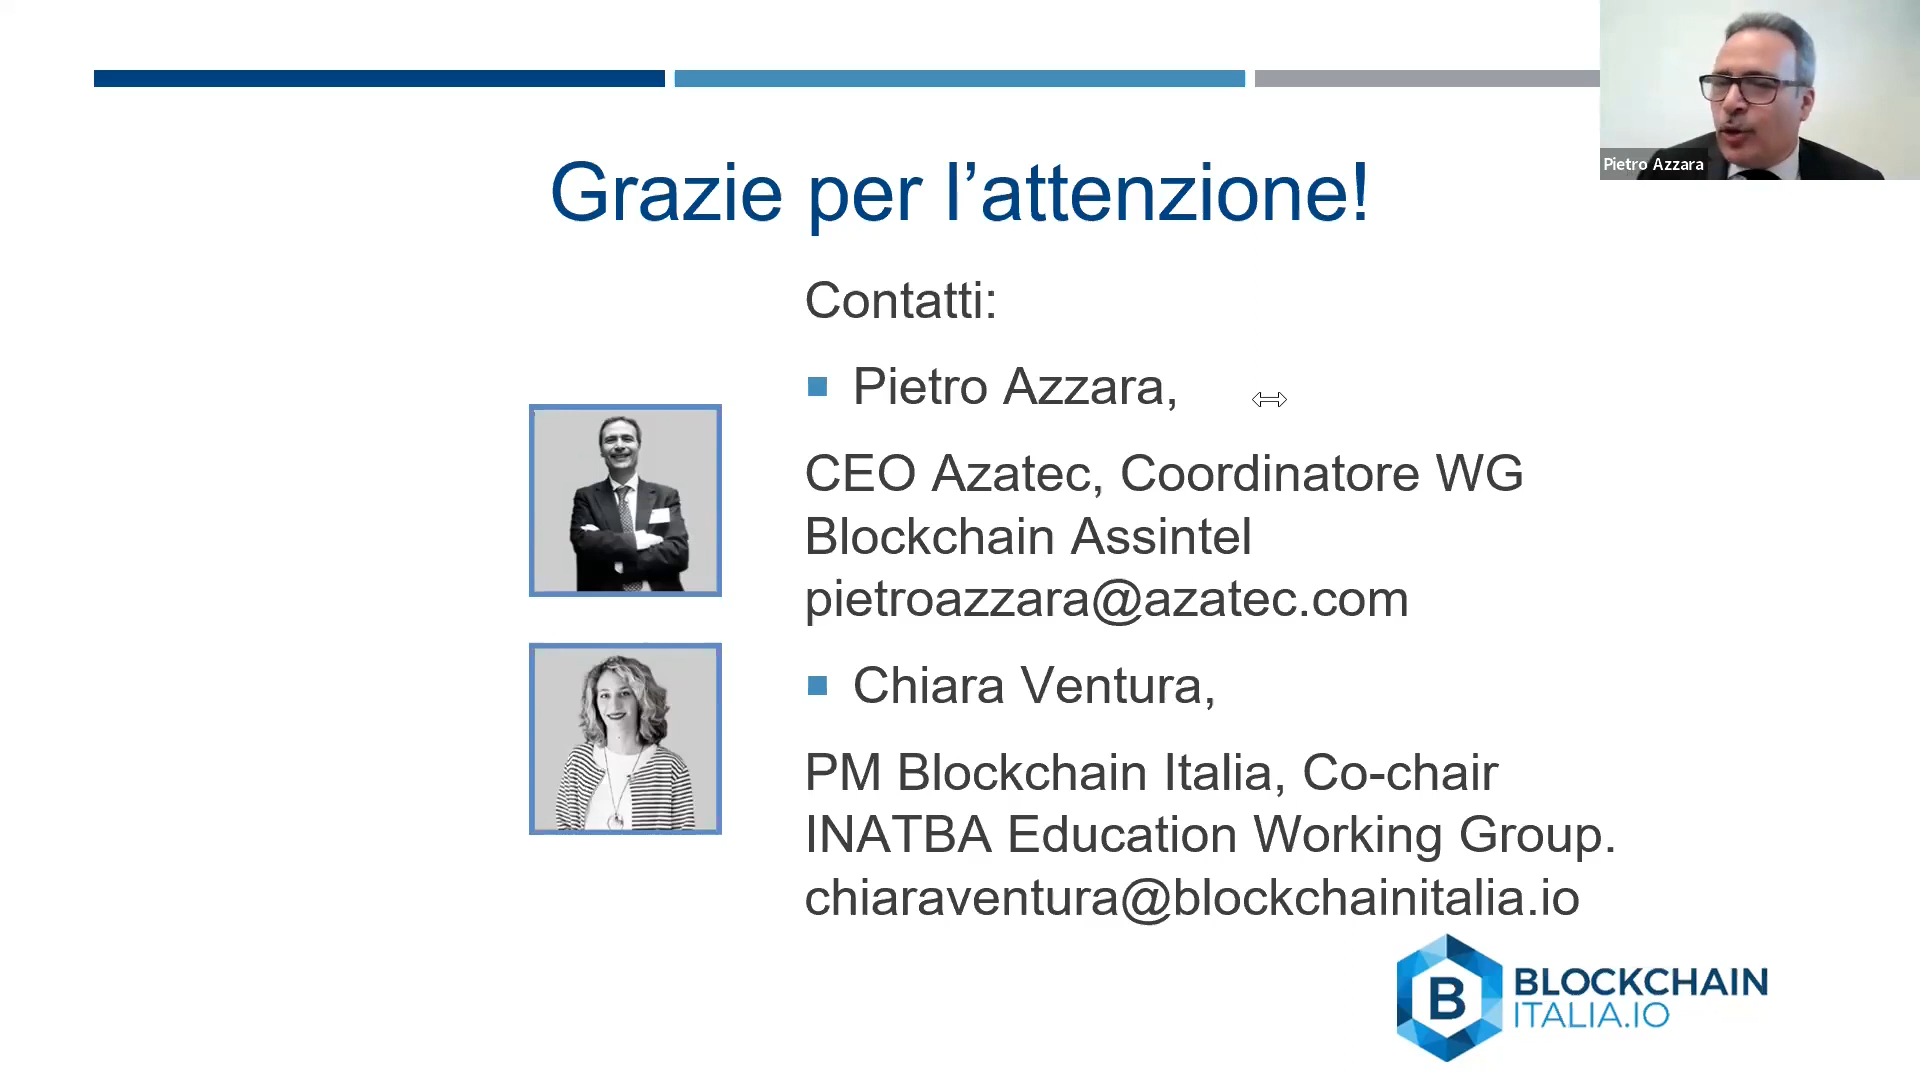 Pietro Azzara
Grazie per l’attenzione!
Contatti:
Pietro Azzara,
CEO Azatec, Coordinatore WG
Blockchain Assintel
pietroazzara@azatec.com
Chiara Ventura,
PM Blockchain Italia, Co-chair
INATBA Education Working Group.
chiaraventura@blockchainitalia.io
B
BLOCKCHAIN
ITALIA.IO